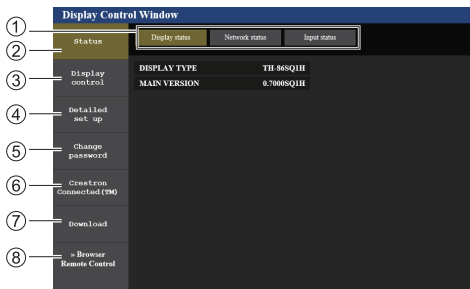 Display Control Window
①
②
③
④
⑤
⑥
⑦
⑧
Status
Display status
Network status
Input status
DISPLAY TYPE TH-86SQ1H
MAIN VERSION 0.7000SQ1H
Display
control
Detailed
set up
Change
password
Crestron
Connected(TM)
Download
» Browser
Remote Control